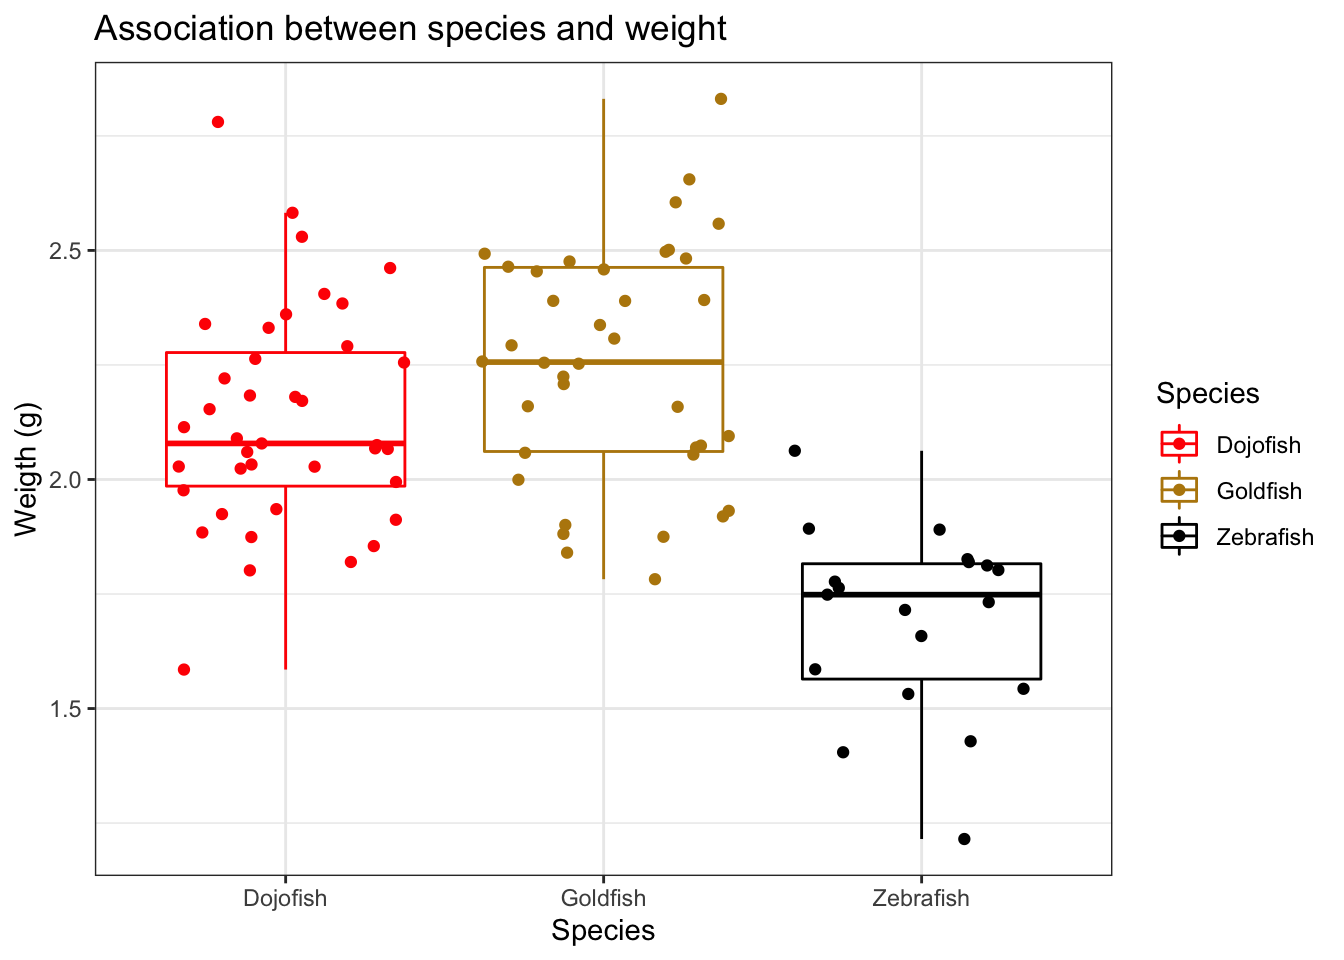 Association between species and weight
Weigth (g)
2.5
2.0
1.5
Dojofish
Goldfish
Zebrafish
Species
Species
Dojofish
Goldfish
Zebrafish